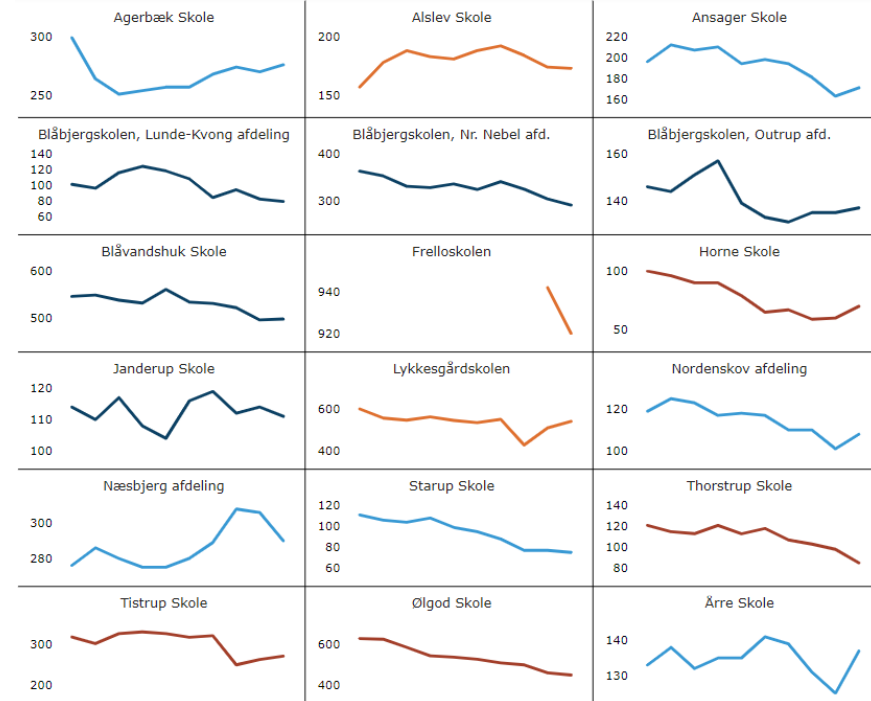 Agerbæk Skole
300
250
Alslev Skole
200
150
Ansager Skole
220
200
180
160
Blåbjergskolen, Lunde-Kvong afdeling
140
120
100
80
60
Blåbjergskolen, Nr. Nebel afd.
400
300
Blåbjergskolen, Outrup afd.
160
140
Blåvandshuk Skole
600
500
Frelloskolen
940
920
Horne Skole
100
50
Janderup Skole
120
110
100
Lykkesgårdskolen
600
400
Nordenskov afdeling
120
100
Næsbjerg afdeling
300
280
Starup Skole
120
100
80
60
Thorstrup Skole
140
120
100
80
Tistrup Skole
300
200
Ølgod Skole
600
400
Årre Skole
140
130